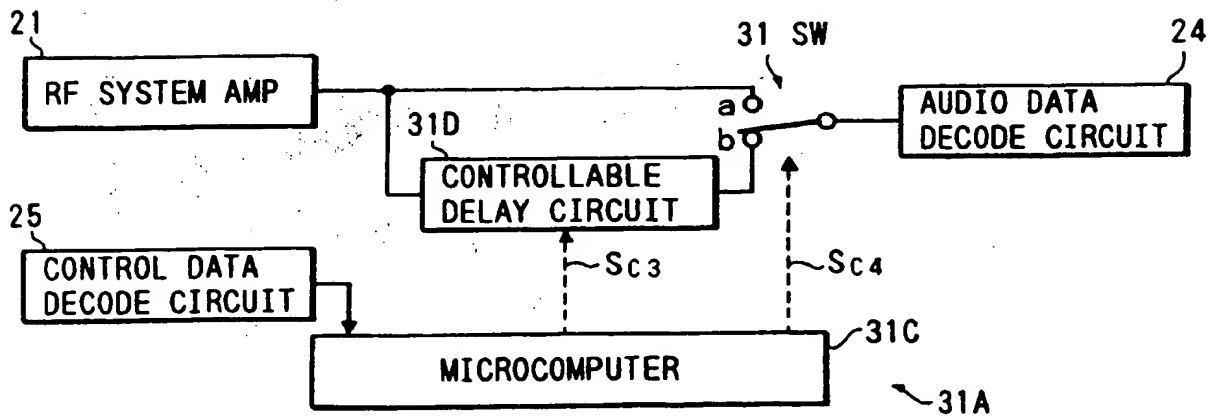 21
31 SW
24
RF SYSTEM AMP
a
b
AUDIO DATA
DECODE CIRCUIT
31D
CONTROLLABLE
DELAY CIRCUIT
25
CONTROL DATA
DECODE CIRCUIT
SC3
SC4
MICROCOMPUTER
31C
31A